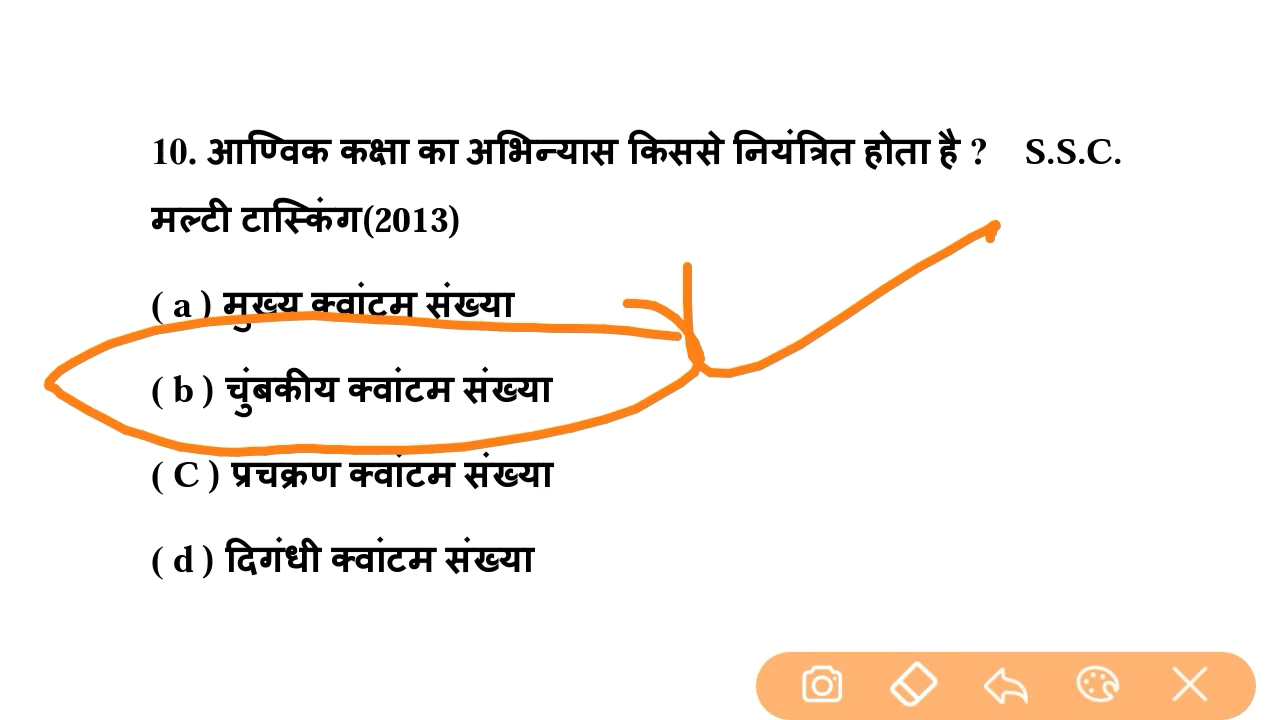 10. आण्विक कक्षा का अभिन्यास किससे नियंत्रित होता है ? S.S.C.
मल्टी टास्किंग(2013)
( a ) मुख्य क्वांटम संख्या
( b ) चुंबकीय क्वांटम संख्या
( C ) प्रचक्रण क्वांटम संख्या
( d ) दिगंधी क्वांटम संख्या